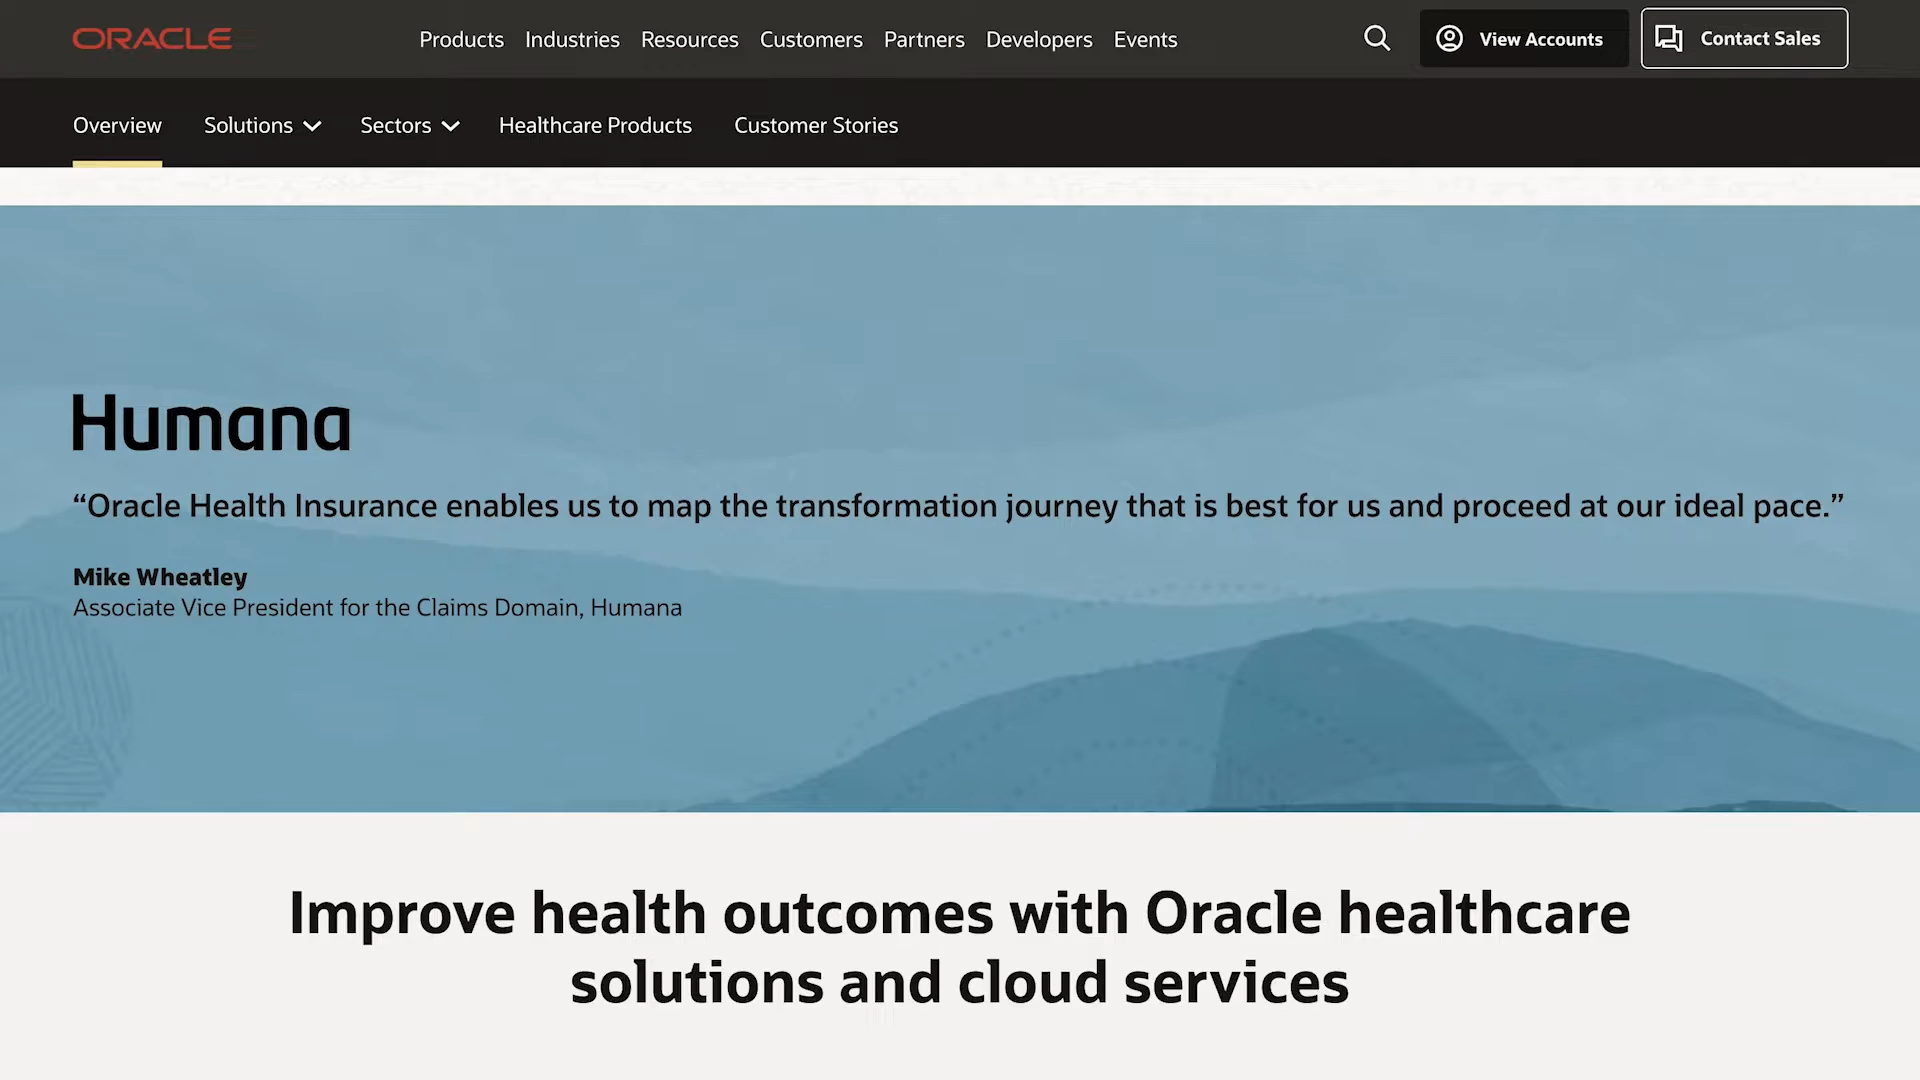 ORACLE
Products Industries Resources Customers Partners Developers Events
View Accounts
Contact Sales
Overview Solutions Sectors Healthcare Products Customer Stories
Humana
“Oracle Health Insurance enables us to map the transformation journey that is best for us and proceed at our ideal pace.”
Mike Wheatley
Associate Vice President for the Claims Domain, Humana
Improve health outcomes with Oracle healthcare
solutions and cloud services